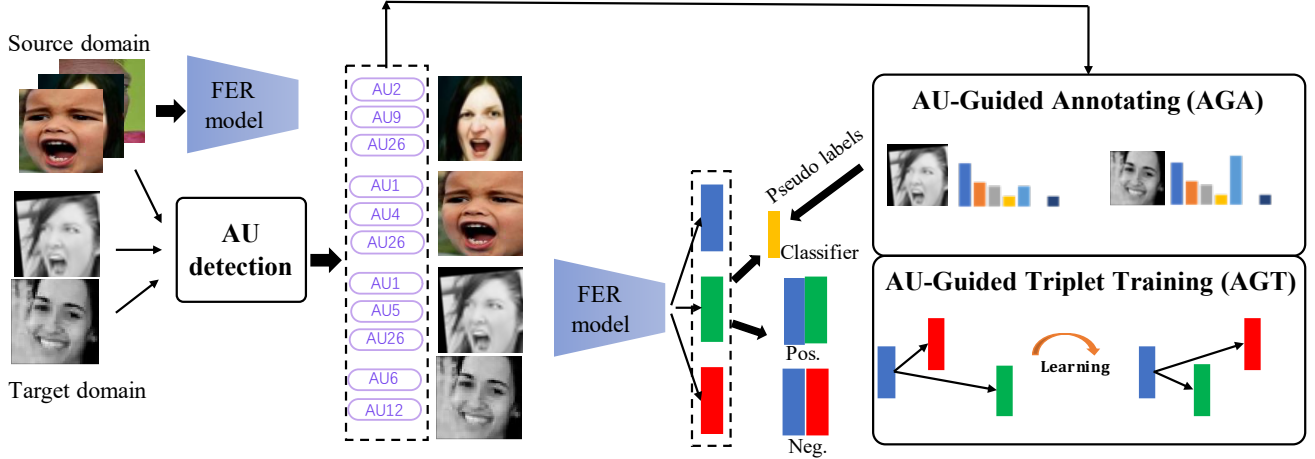 Source domain
FER
model
AU
detection
Target domain
AU2
AU9
AU26
AU1
AU4
AU26
AU1
AU5
AU26
AU6
AU12
FER
model
Pseudo labels
Classifier
Pos.
Neg.
AU-Guided Annotating (AGA)
AU-Guided Triplet Training (AGT)
Learning